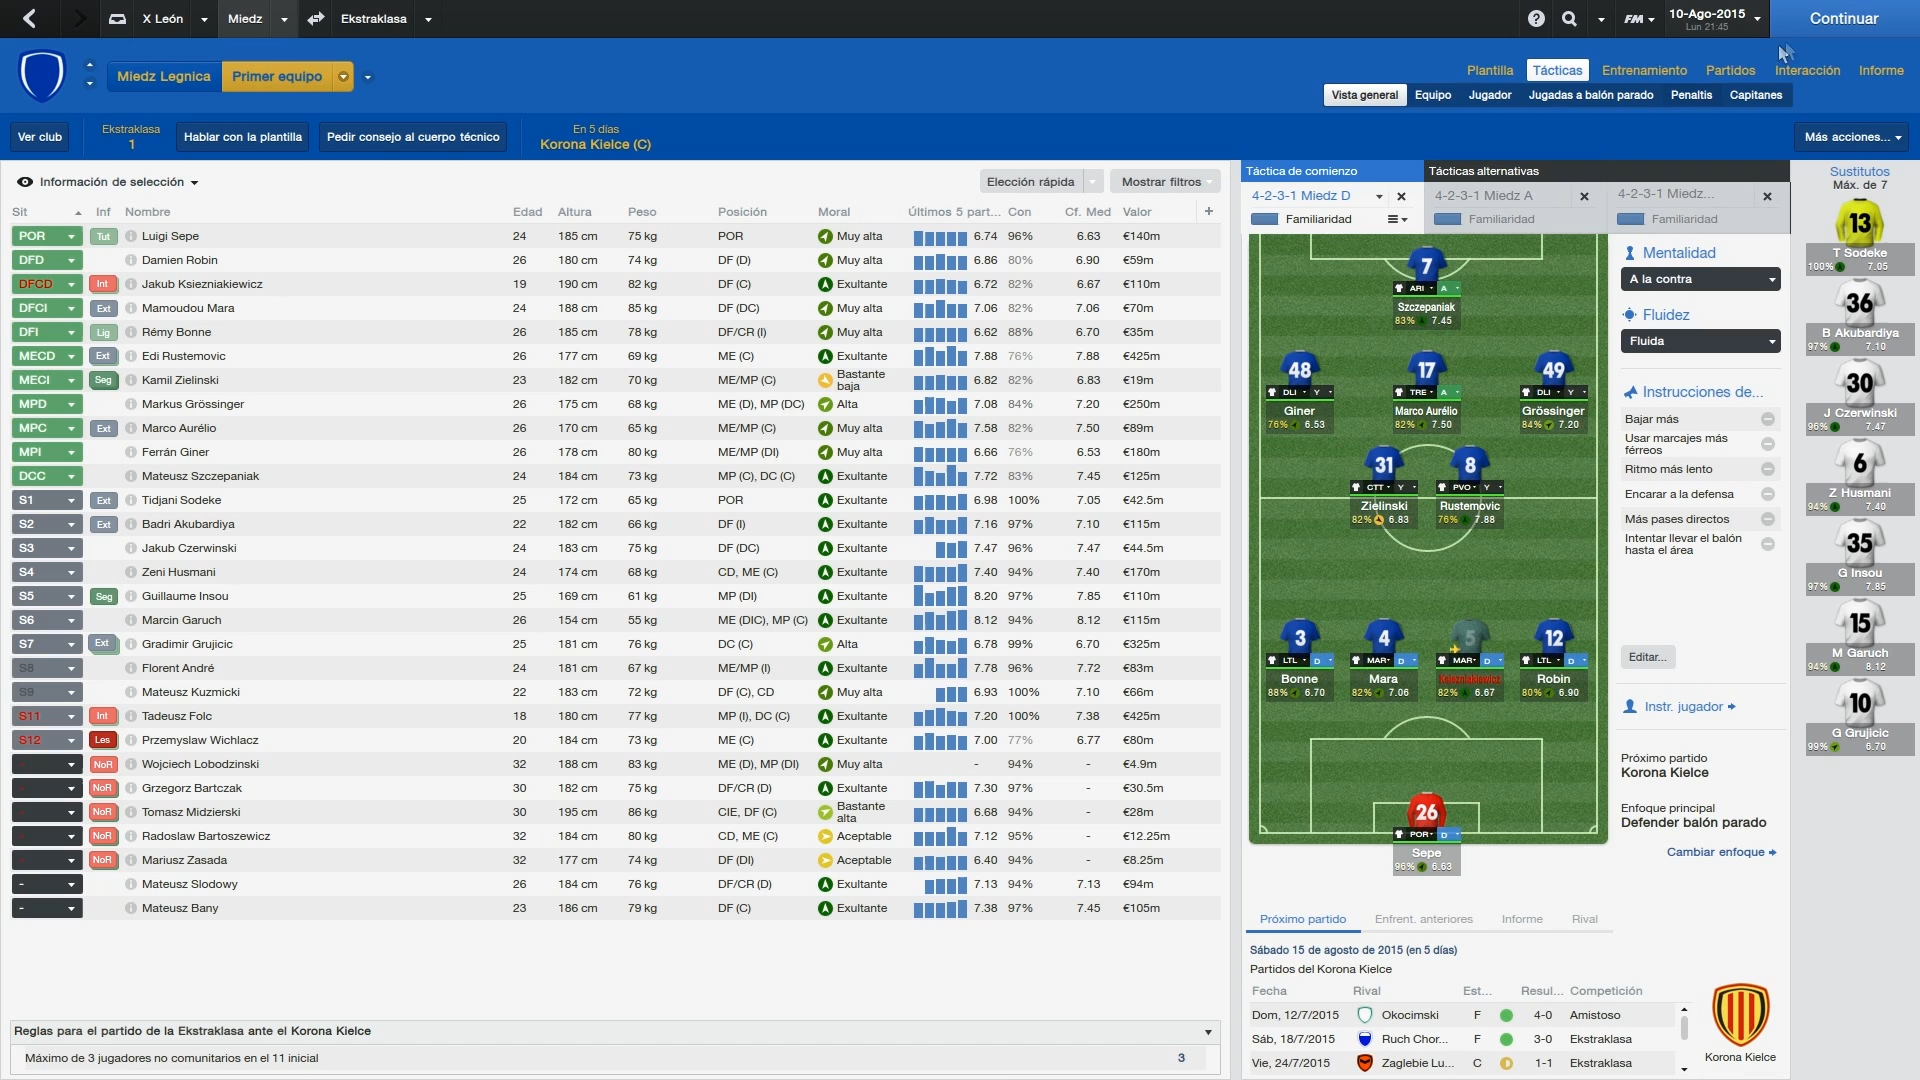 X León Miedz Ekstraklasa FM 10-Ago-2015 Continuar
Lun 21:45
Miedz Legnica Primer equipo
Plantilla Tácticas Entrenamiento Partidos Interacción Informe
Vista general Equipo Jugador Jugadas a balón parado Penaltis Capitanes
Ver club Ekstraklasa 1 Hablar con la plantilla Pedir consejo al cuerpo técnico En 5 días Korona Kielce (C) Más acciones...
Información de selección Elección rápida Mostrar filtros
Sit Inf Nombre Edad Altura Peso Posición Moral Últimos 5 part... Con Cf. Med Valor +
POR Tut Luigi Sepe 24 185 cm 75 kg POR Muy alta 6.74 96% 6.63 €140m
DFD Damien Robin 26 180 cm 74 kg DF (D) Muy alta 6.86 80% 6.90 €59m
DFCD Int Jakub Ksiezniakiewicz 19 190 cm 82 kg DF (C) Exultante 6.72 82% 6.67 €110m
DFCI Ext Mamoudou Mara 24 188 cm 85 kg DF (DC) Muy alta 7.06 82% 7.06 €70m
DFI Lig Rémy Bonne 26 185 cm 78 kg DF/CR (I) Muy alta 6.62 88% 6.70 €35m
MECD Ext Edi Rustemovic 26 177 cm 69 kg ME (C) Exultante 7.88 76% 7.88 €425m
MECI Seg Kamil Zielinski 23 182 cm 70 kg ME/MP (C) Bastante baja 6.82 82% 6.83 €19m
MPD Markus Grössinger 26 175 cm 68 kg ME (D), MP (DC) Alta 7.08 84% 7.20 €250m
MPC Ext Marco Aurélio 26 170 cm 65 kg ME/MP (C) Muy alta 7.58 82% 7.50 €89m
MPI Ferrán Giner 26 178 cm 80 kg ME/MP (DI) Muy alta 6.66 76% 6.53 €180m
DCC Mateusz Szczepaniak 24 184 cm 73 kg MP (C), DC (C) Exultante 7.72 83% 7.45 €125m
S1 Ext Tidjani Sodeke 25 172 cm 65 kg POR Exultante 6.98 100% 7.05 €42.5m
S2 Ext Badri Akubardiya 22 182 cm 66 kg DF (I) Exultante 7.16 97% 7.10 €115m
S3 Jakub Czerwinski 24 183 cm 75 kg DF (DC) Exultante 7.47 96% 7.47 €44.5m
S4 Zeni Husmani 24 174 cm 68 kg CD, ME (C) Exultante 7.40 94% 7.40 €170m
S5 Seg Guillaume Insou 25 169 cm 61 kg MP (DI) Exultante 8.20 97% 7.85 €110m
S6 Marcin Garuch 26 154 cm 55 kg ME (DIC), MP (C) Exultante 8.12 94% 8.12 €115m
S7 Ext Gradimir Grujicic 25 181 cm 76 kg DC (C) Alta 6.78 99% 6.70 €325m
S8 Florent André 24 181 cm 67 kg ME/MP (I) Exultante 7.78 96% 7.72 €83m
S9 Mateusz Kuzmicki 22 183 cm 72 kg DF (C), CD Muy alta 6.93 100% 7.10 €66m
S11 Int Tadeusz Folc 18 180 cm 77 kg MP (I), DC (C) Exultante 7.20 100% 7.38 €425m
S12 Les Przemyslaw Wichlacz 20 184 cm 73 kg ME (C) Exultante 7.00 77% 6.77 €80m
NoR Wojciech Lobodzinski 32 188 cm 83 kg ME (D), MP (DI) Muy alta - 94% - €4.9m
NoR Grzegorz Bartczak 30 182 cm 75 kg DF/CR (D) Exultante 7.30 97% - €30.5m
NoR Tomasz Midzierski 30 195 cm 86 kg CIE, DF (C) Bastante alta 6.68 94% - €28m
NoR Radoslaw Bartoszewicz 32 184 cm 80 kg CD, ME (C) Aceptable 7.12 95% - €12.25m
NoR Mariusz Zasada 32 177 cm 74 kg DF (DI) Aceptable 6.40 94% - €8.25m
- Mateusz Slodowy 26 184 cm 76 kg DF/CR (D) Exultante 7.13 94% 7.13 €94m
- Mateusz Bany 23 186 cm 79 kg DF (C) Exultante 7.38 97% 7.45 €105m
Reglas para el partido de la Ekstraklasa ante el Korona Kielce
Máximo de 3 jugadores no comunitarios en el 11 inicial 3
Táctica de comienzo Tácticas alternativas
4-2-3-1 Miedz D 4-2-3-1 Miedz A 4-2-3-1 Miedz...
Familiaridad Familiaridad Familiaridad
7
ARI A
Szczepaniak
83% 7.45
48 17 49
DLI Y TRE A DLI Y
Giner Marco Aurélio Grössinger
76% 6.53 82% 7.50 84% 7.20
31 8
CTT Y PVO Y
Zielinski Rustemovic
82% 6.83 76% 7.88
3 4 5 12
LTL D MAR D MAR D LTL D
Bonne Mara Ksiezniakiewicz Robin
88% 6.70 82% 7.06 82% 6.67 80% 6.90
26
POR D
Sepe
96% 6.63
Mentalidad
A la contra
Fluidez
Fluida
Instrucciones de...
Bajar más
Usar marcajes más férreos
Ritmo más lento
Encarar a la defensa
Más pases directos
Intentar llevar el balón hasta el área
Editar...
Instr. jugador
Próximo partido
Korona Kielce
Enfoque principal
Defender balón parado
Cambiar enfoque
Sustitutos
Máx. de 7
13
T Sodeke
100% 7.05
36
B Akubardiya
97% 7.10
30
J Czerwinski
96% 7.47
6
Z Husmani
94% 7.40
35
G Insou
97% 7.85
15
M Garuch
94% 8.12
10
G Grujicic
99% 6.70
Próximo partido Enfrent. anteriores Informe Rival
Sábado 15 de agosto de 2015 (en 5 días)
Partidos del Korona Kielce
Fecha Rival Est... Resul... Competición
Dom, 12/7/2015 Okocimski F 4-0 Amistoso
Sáb, 18/7/2015 Ruch Chor... F 3-0 Ekstraklasa
Vie, 24/7/2015 Zaglebie Lu... C 1-1 Ekstraklasa
Korona Kielce